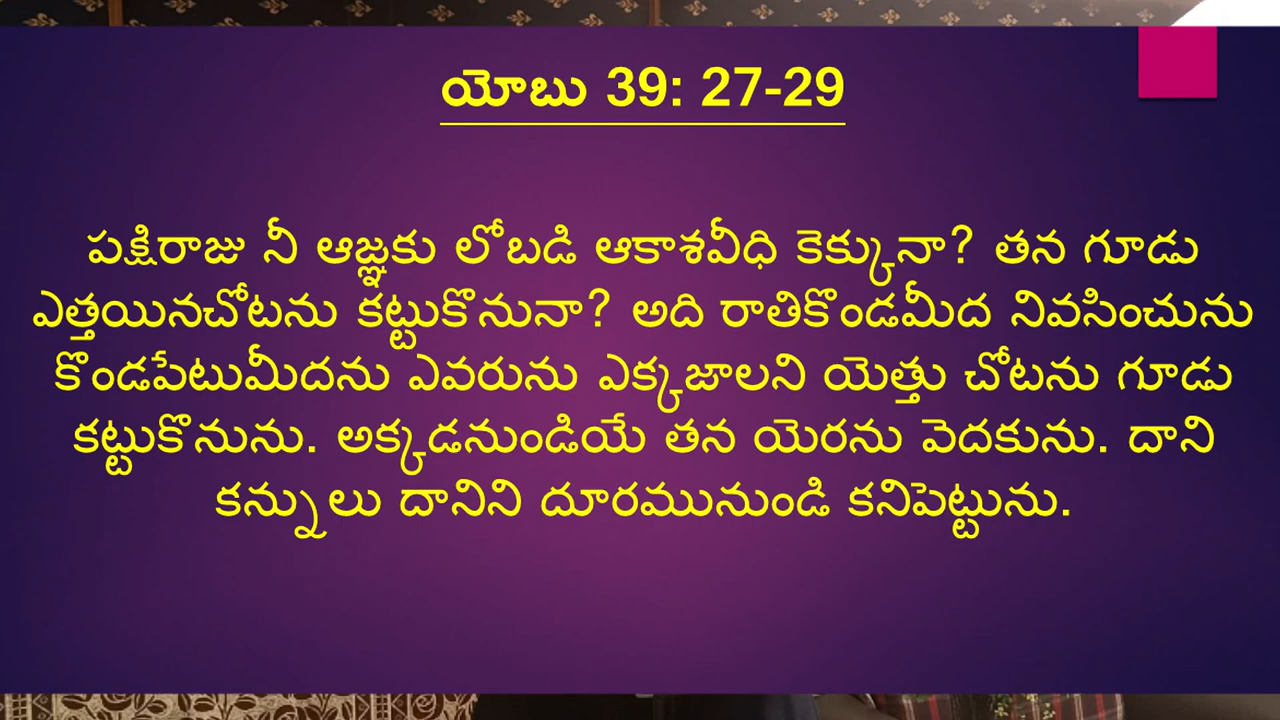 యోబు 39: 27-29
పక్షిరాజు నీ ఆజ్ఞకు లోబడి ఆకాశవీధి కెక్కునా? తన గూడు
ఎత్తయినచోటను కట్టుకొనునా? అది రాతికొండమీద నివసించును
కొండపేటుమీదను ఎవరును ఎక్కజాలని యెత్తు చోటను గూడు
కట్టుకొనును. అక్కడనుండియే తన యెరను వెదకును. దాని
కన్నులు దానిని దూరమునుండి కనిపెట్టును.